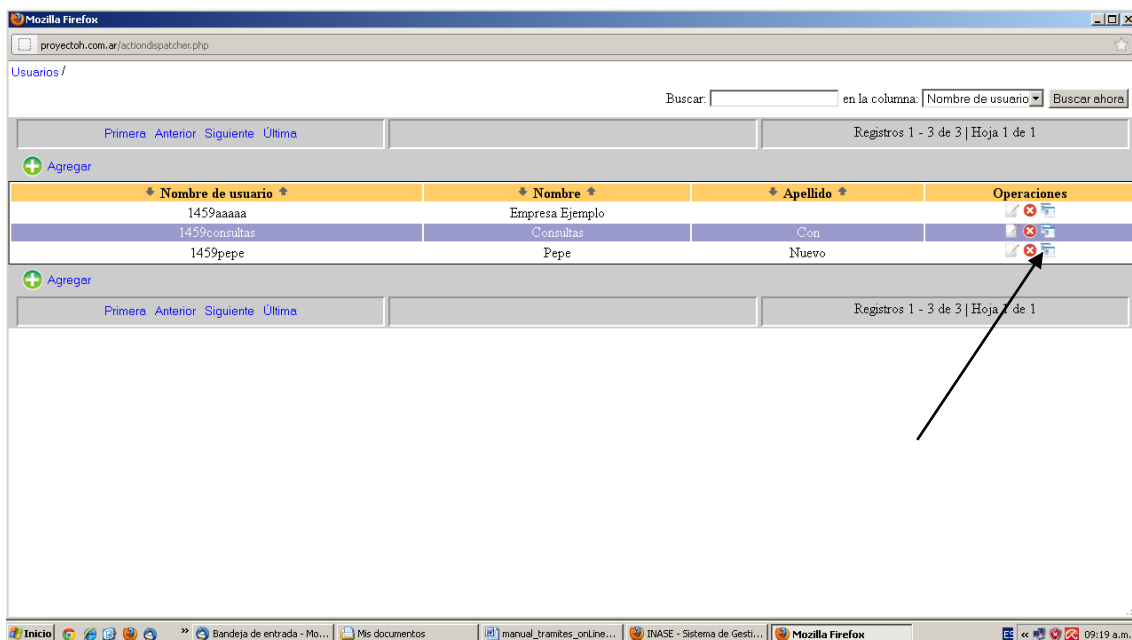 Mozilla Firefox
proyectoh.com.ar/actiondispatcher.php
Usuarios /
Buscar: en la columna: Nombre de usuario Buscar ahora
Primera Anterior Siguiente Última Registros 1 - 3 de 3 | Hoja 1 de 1
Agregar
Nombre de usuario Nombre Apellido Operaciones
1459aaaaa Empresa Ejemplo
1459consultas Consultas Con
1459pepe Pepe Nuevo
Agregar
Primera Anterior Siguiente Última Registros 1 - 3 de 3 | Hoja 1 de 1
Inicio » Bandeja de entrada - Mo... Mis documentos manual_tramites_onLine... INASE - Sistema de Gesti... Mozilla Firefox ES « 09:19 a.m.